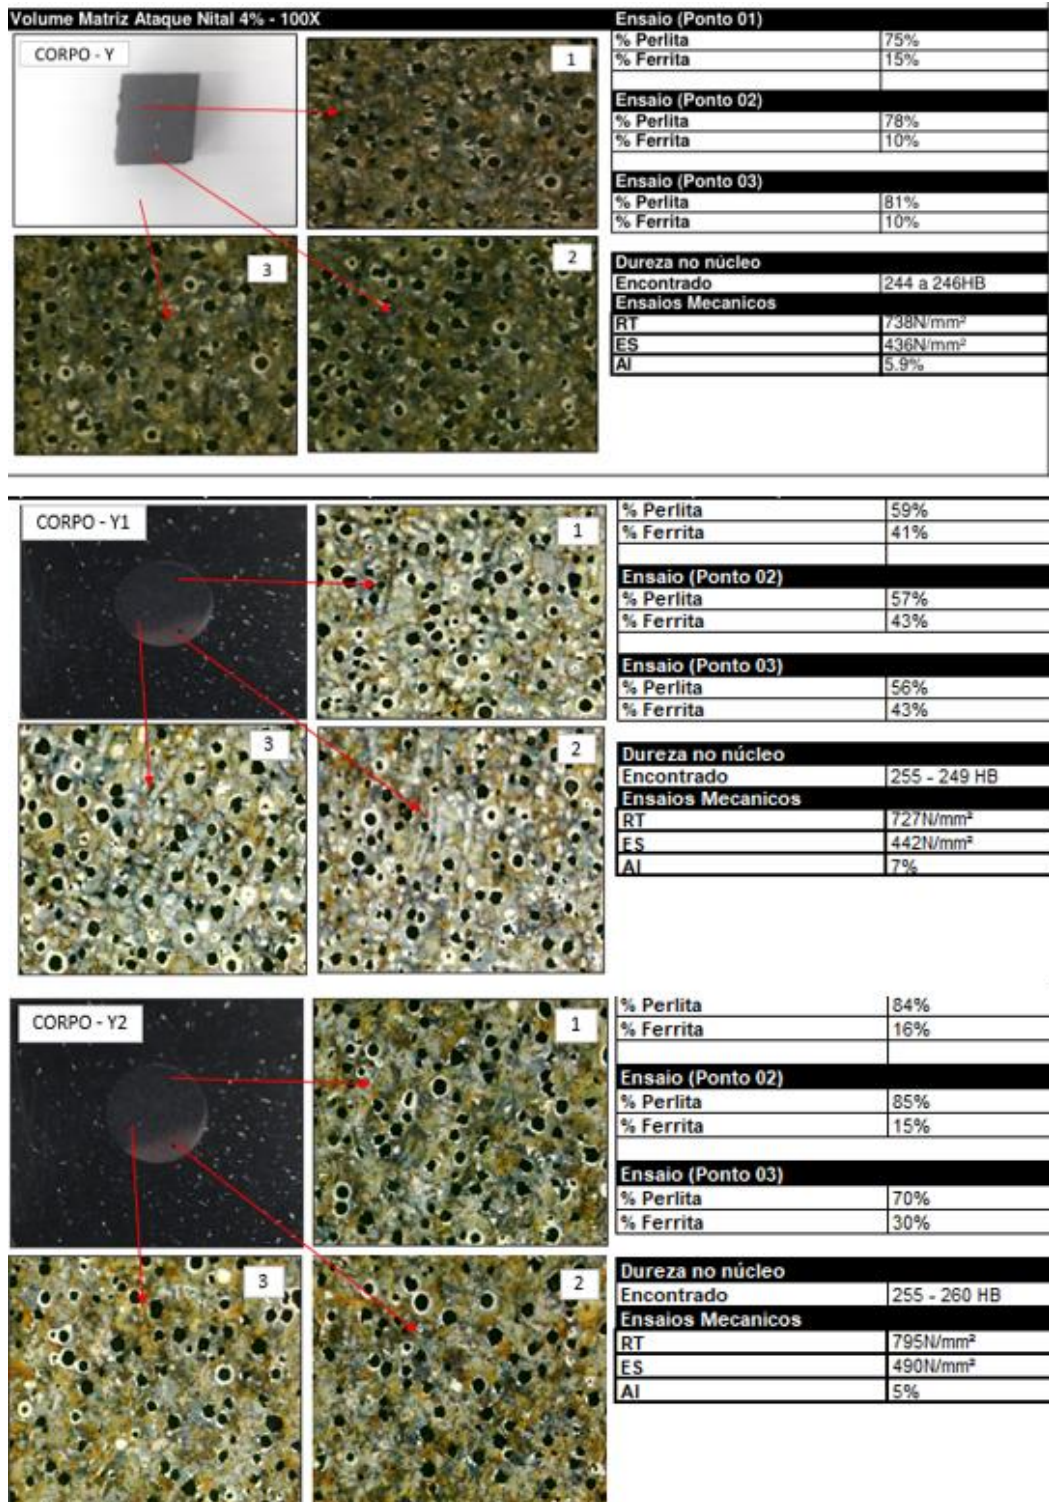 Volume Matriz Ataque Nital 4% - 100X
CORPO - Y
1
3
2
Ensaio (Ponto 01)
% Perlita 75%
% Ferrita 15%
Ensaio (Ponto 02)
% Perlita 78%
% Ferrita 10%
Ensaio (Ponto 03)
% Perlita 81%
% Ferrita 10%
Dureza no núcleo
Encontrado 244 a 246HB
Ensaios Mecanicos
RT 738N/mm²
ES 436N/mm²
Al 5.9%
CORPO - Y1
1
3
2
% Perlita 59%
% Ferrita 41%
Ensaio (Ponto 02)
% Perlita 57%
% Ferrita 43%
Ensaio (Ponto 03)
% Perlita 56%
% Ferrita 43%
Dureza no núcleo
Encontrado 255 - 249 HB
Ensaios Mecanicos
RT 727N/mm²
ES 442N/mm²
Al 7%
CORPO - Y2
1
3
2
% Perlita 84%
% Ferrita 16%
Ensaio (Ponto 02)
% Perlita 85%
% Ferrita 15%
Ensaio (Ponto 03)
% Perlita 70%
% Ferrita 30%
Dureza no núcleo
Encontrado 255 - 260 HB
Ensaios Mecanicos
RT 795N/mm²
ES 490N/mm²
Al 5%